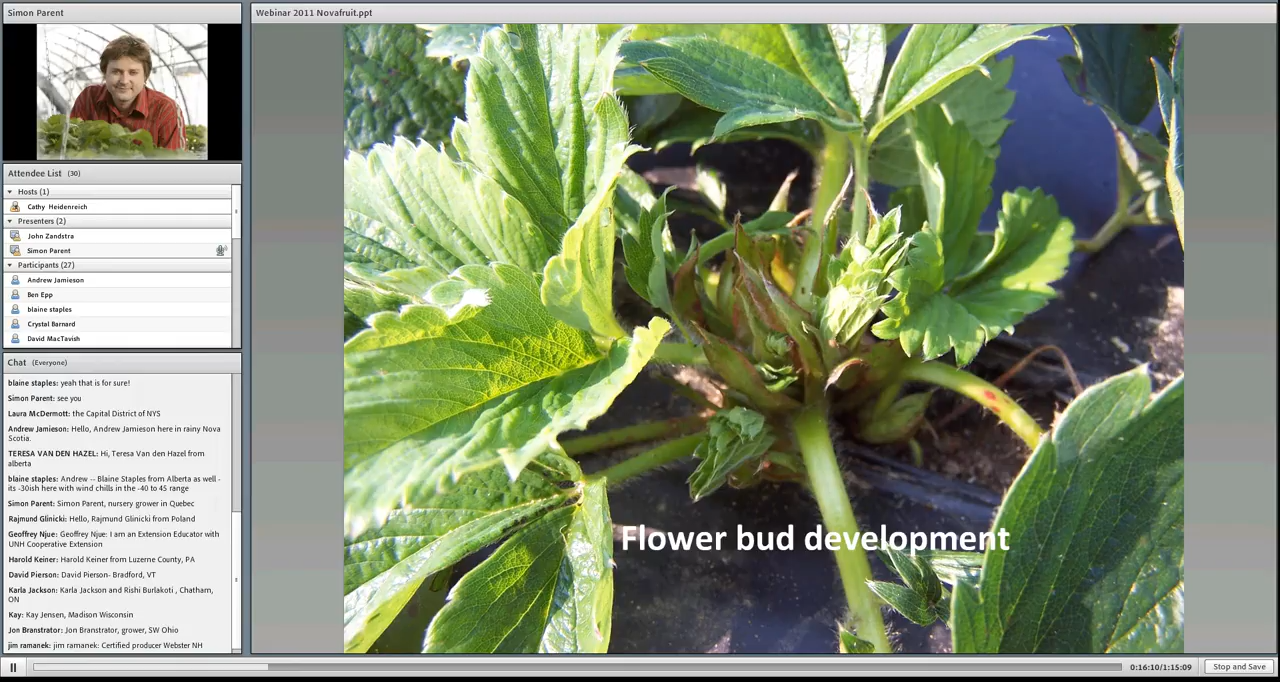 Simon Parent
Attendee List (30)
Hosts (1)
Cathy Heidenreich
Presenters (2)
John Zandstra
Simon Parent
Participants (27)
Andrew Jamieson
Ben Epp
blaine staples
Crystal Barnard
David MacTavish
Chat (Everyone)
blaine staples: yeah that is for sure!
Simon Parent: see you
Laura McDermott: the Capital District of NYS
Andrew Jamieson: Hello, Andrew Jamieson here in rainy Nova
Scotia.
TERESA VAN DEN HAZEL: Hi, Teresa Van den Hazel from
alberta
blaine staples: Andrew -- Blaine Staples from Alberta as well -
its -30ish here with wind chills in the -40 to 45 range
Simon Parent: Simon Parent, nursery grower in Quebec
Rajmund Glinicki: Hello, Rajmund Glinicki from Poland
Geoffrey Njue: Geoffrey Njue: I am an Extension Educator with
UNH Cooperative Extension
Harold Keiner: Harold Keiner from Luzerne County, PA
David Pierson: David Pierson- Bradford, VT
Karla Jackson: Karla Jackson and Rishi Burlakoti , Chatham,
ON
Kay: Kay Jensen, Madison Wisconsin
Jon Branstrator: Jon Branstrator, grower, SW Ohio
jim ramanek: jim ramanek: Certified producer Webster NH
Webinar 2011 Novafruit.ppt
Flower bud development
0:16:10/1:15:09
Stop and Save